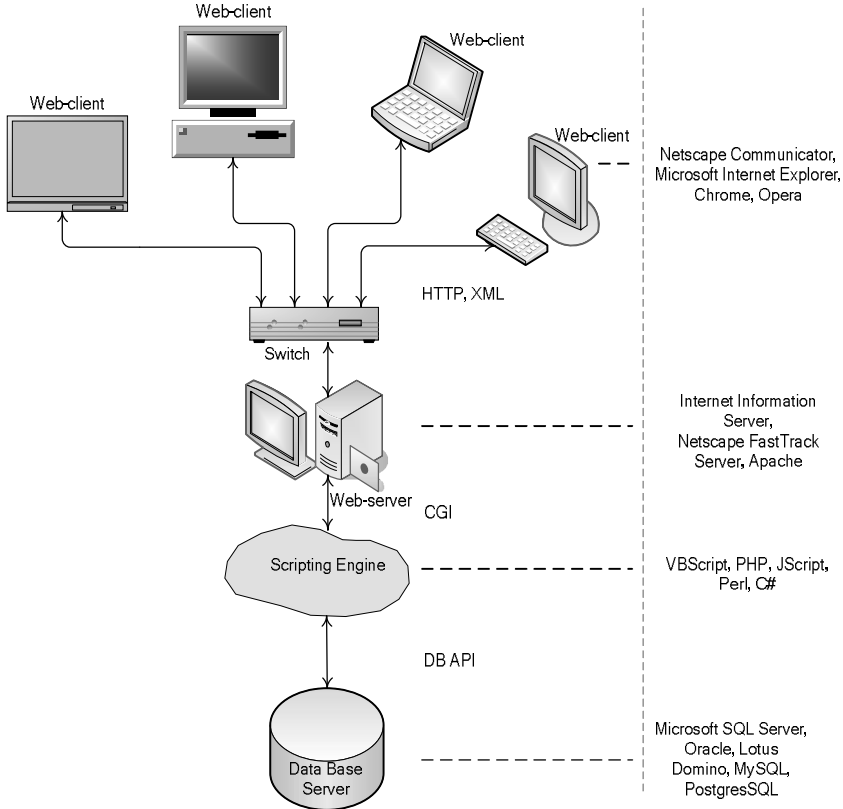 Web-client
Web-client
Web-client
Web-client
Netscape Communicator,
Microsoft Internet Explorer,
Chrome, Opera
HTTP, XML
Switch
Internet Information
Server,
Netscape FastTrack
Server, Apache
Web-server
CGI
Scripting Engine
VBScript, PHP, JScript,
Perl, C#
DB API
Microsoft SQL Server,
Oracle, Lotus
Domino, MySQL,
PostgresSQL
Data Base
Server